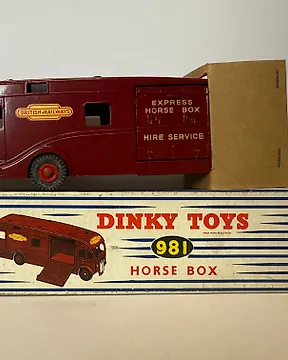 BRITISH RAILWAYS
EXPRESS
HORSE BOX
HIRE SERVICE
DINKY TOYS
981
HORSE BOX